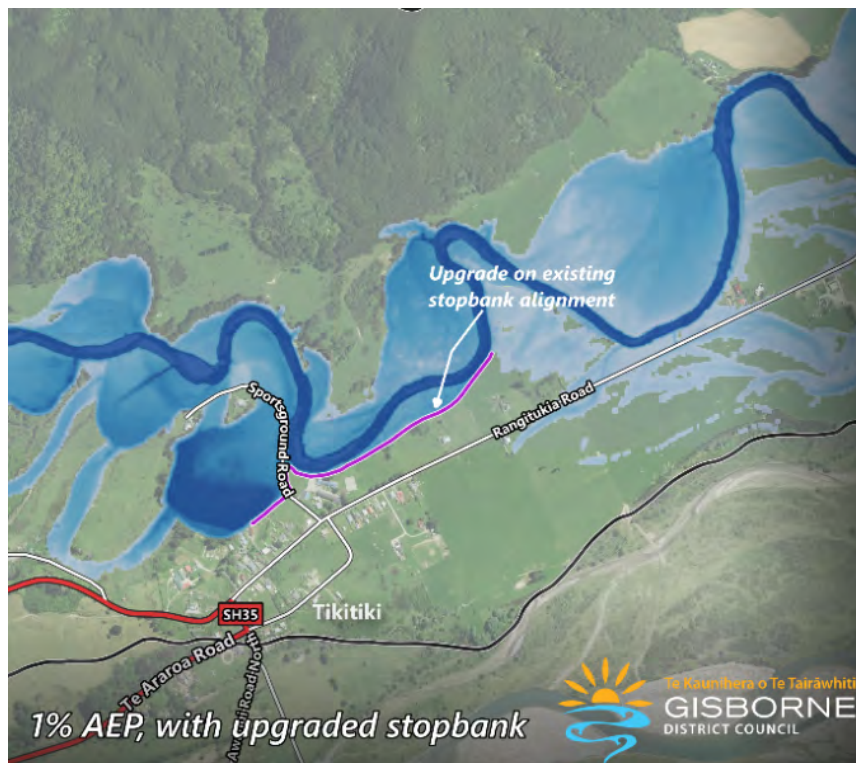 Upgrade on existing
stopbank alignment
Sportsground Road
Rangitukia Road
SH35
Tikitiki
Te Araroa Road
Road North
1% AEP, with upgraded stopbank
Te Kaunihera o Te Tairāwhiti
GISBORNE
DISTRICT COUNCIL